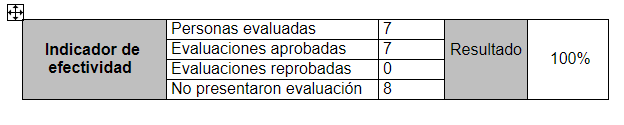 Indicador de
efectividad
Personas evaluadas 7
Evaluaciones aprobadas 7
Evaluaciones reprobadas 0
No presentaron evaluación 8
Resultado
100%